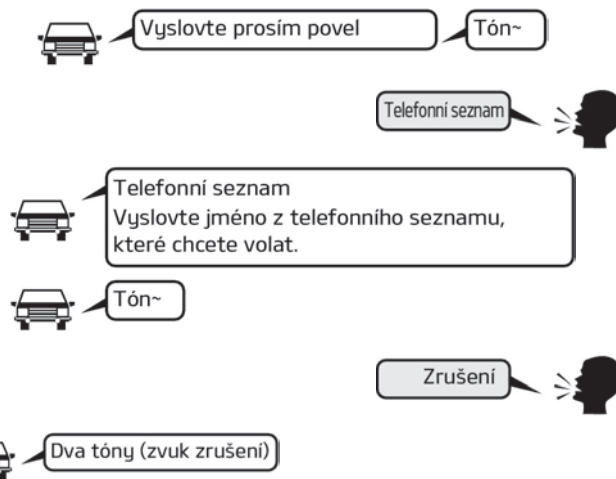 Vyslovte prosím povel
Tón~
Telefonní seznam
Telefonní seznam
Vyslovte jméno z telefonního seznamu,
které chcete volat.
Tón~
Zrušení
Dva tóny (zvuk zrušení)